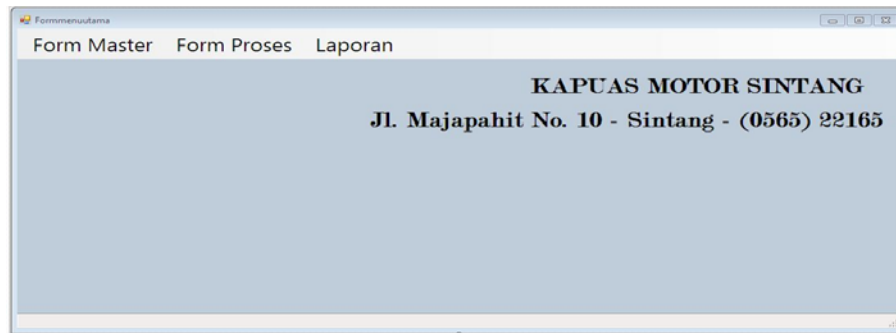 Formmenuutama
Form Master Form Proses Laporan
KAPUAS MOTOR SINTANG
Jl. Majapahit No. 10 - Sintang - (0565) 22165